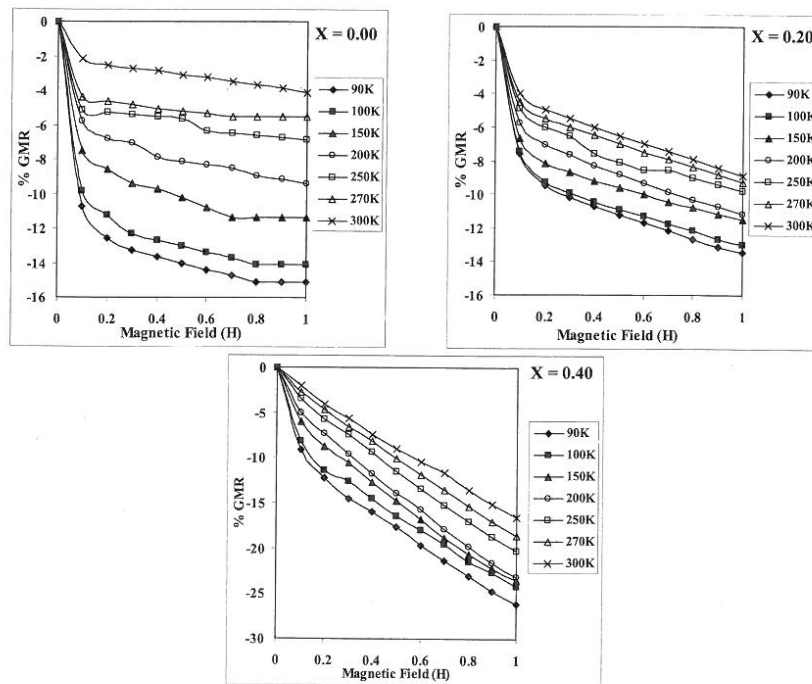 X = 0.00
0
-2
-4
-6
-8
-10
-12
-14
-16
% GMR
0
0.2
0.4
0.6
0.8
1
Magnetic Field (H)
90K
100K
150K
200K
250K
270K
300K
X = 0.20
0
-2
-4
-6
-8
-10
-12
-14
-16
% GMR
0
0.2
0.4
0.6
0.8
1
Magnetic Field (H)
90K
100K
150K
200K
250K
270K
300K
X = 0.40
0
-5
-10
-15
-20
-25
-30
% GMR
0
0.2
0.4
0.6
0.8
1
Magnetic Field (H)
90K
100K
150K
200K
250K
270K
300K